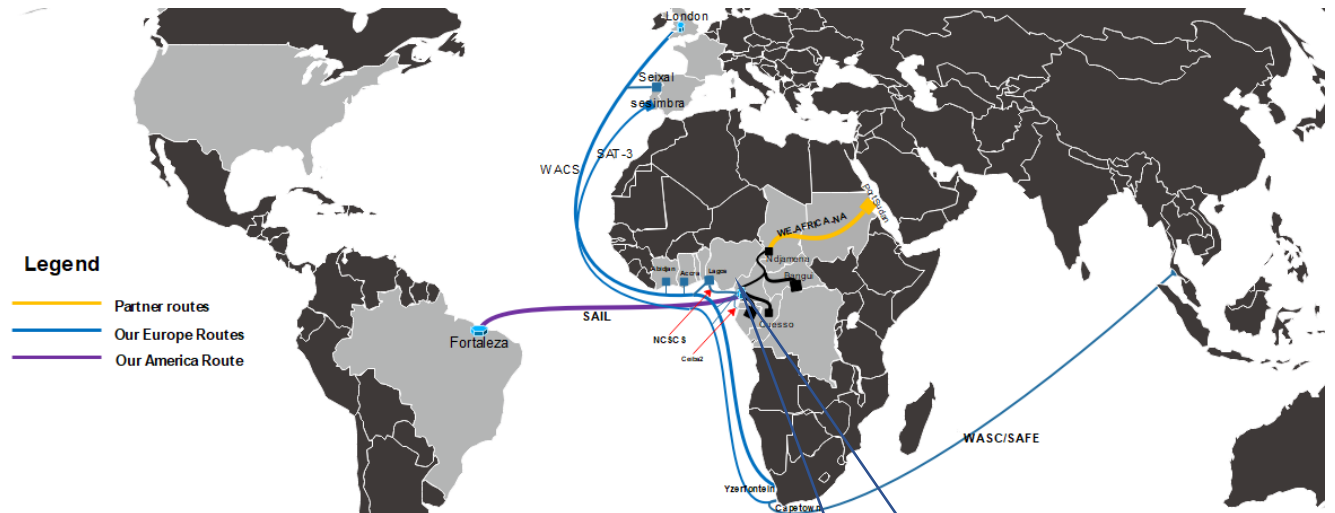 London
Seixal
sesimbra
SAT-3
WACS
Port Sudan
WE-AFRICA-NA
Ndjamena
Bangui
Abidjan
Accra
Lagos
Legend
Partner routes
Our Europe Routes
Our America Route
SAIL
Fortaleza
Ouesso
NCSCS
Ceiba2
WASC/SAFE
Yzerfontein
Capetown